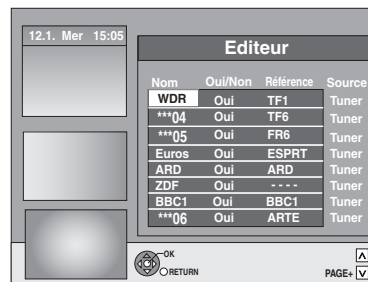 12.1. Mer 15:05
Editeur
Nom Oui/Non Référence Source
WDR Oui TF1 Tuner
***04 Oui TF6 Tuner
***05 Oui FR6 Tuner
Euros Oui ESPRT Tuner
ARD Oui ARD Tuner
ZDF Oui - - - - Tuner
BBC1 Oui BBC1 Tuner
***06 Oui ARTE Tuner
OK
RETURN
PAGE+